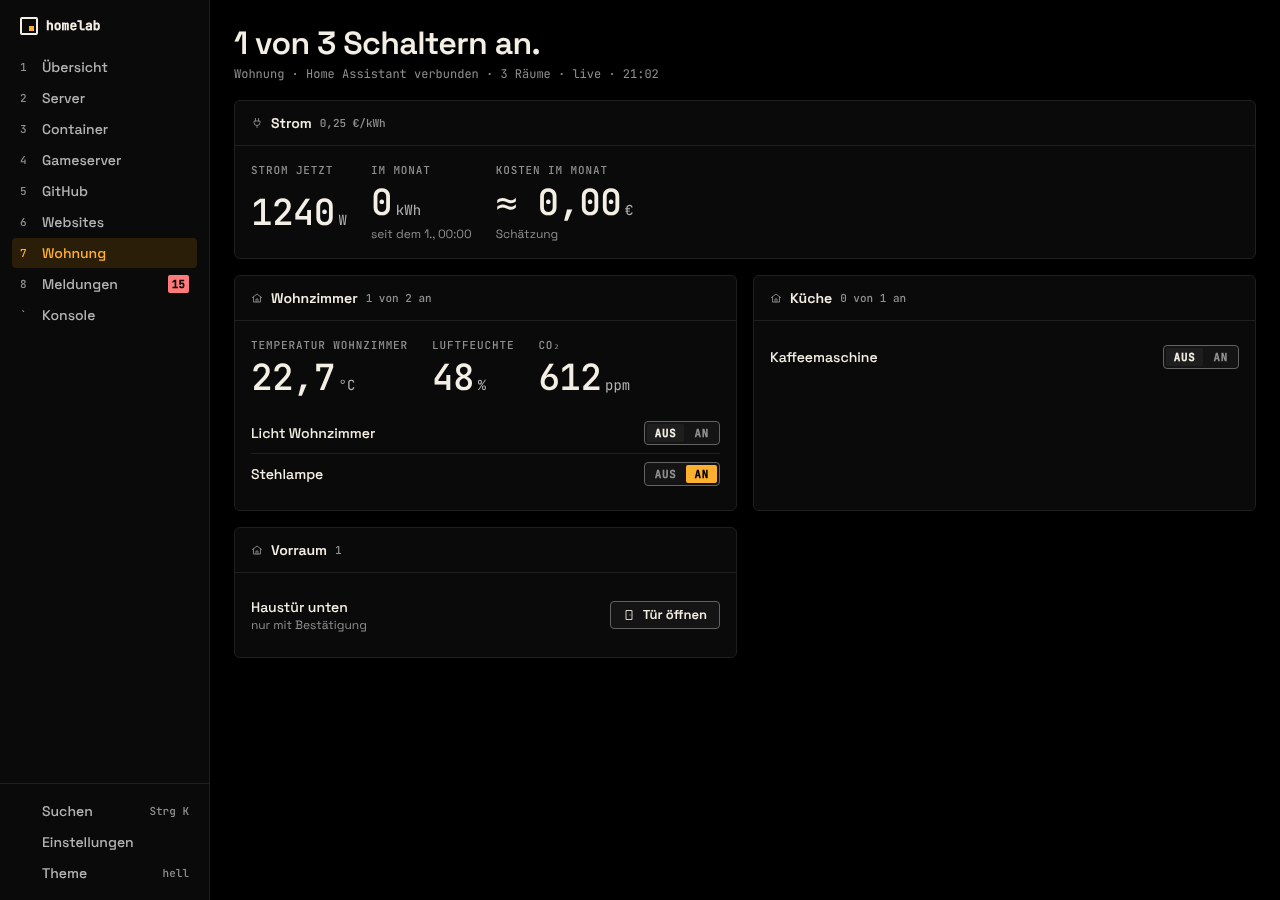 homelab
1 Übersicht
2 Server
3 Container
4 Gameserver
5 GitHub
6 Websites
7 Wohnung
8 Meldungen 15
` Konsole
Suchen Strg K
Einstellungen
Theme hell
1 von 3 Schaltern an.
Wohnung · Home Assistant verbunden · 3 Räume · live · 21:02
Strom 0,25 €/kWh
STROM JETZT IM MONAT KOSTEN IM MONAT
1240 W 0 kWh ≈ 0,00 €
seit dem 1., 00:00 Schätzung
Wohnzimmer 1 von 2 an
TEMPERATUR WOHNZIMMER LUFTFEUCHTE CO₂
22,7 °C 48 % 612 ppm
Licht Wohnzimmer AUS AN
Stehlampe AUS AN
Küche 0 von 1 an
Kaffeemaschine AUS AN
Vorraum 1
Haustür unten
nur mit Bestätigung
Tür öffnen